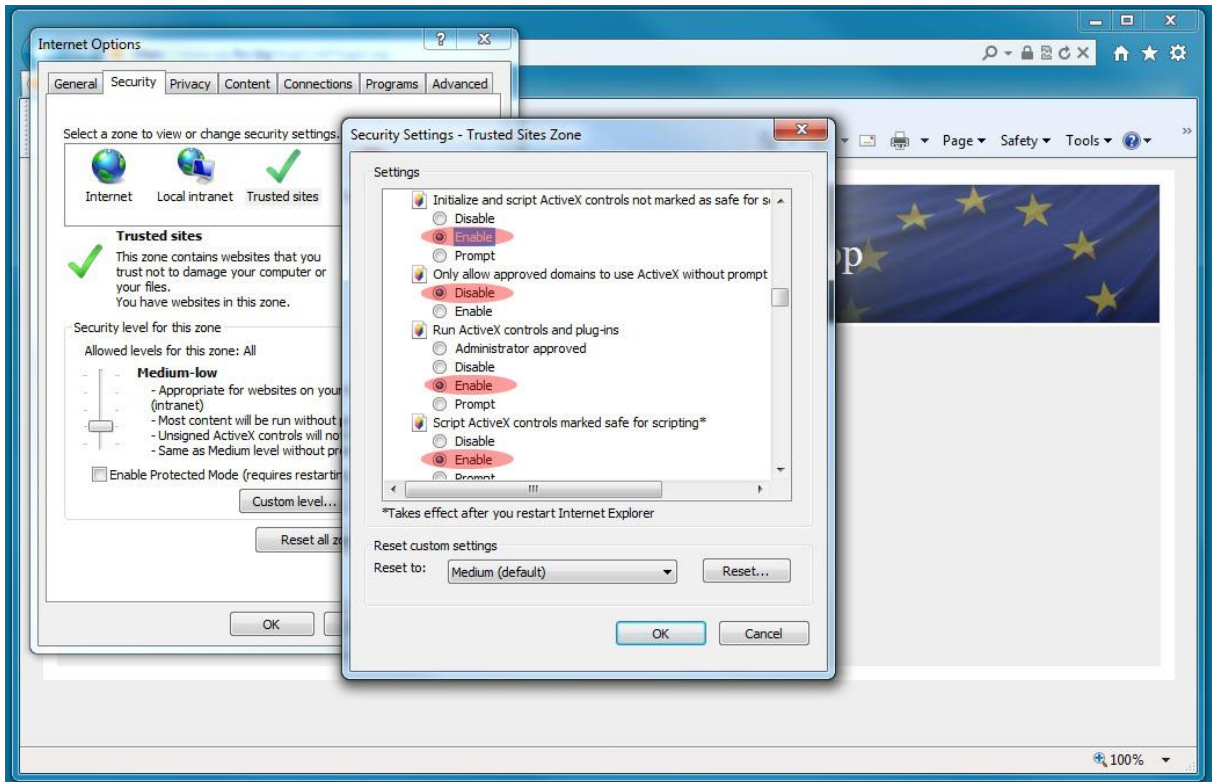 Internet Options
General Security Privacy Content Connections Programs Advanced
Select a zone to view or change security settings.
Internet Local intranet Trusted sites
Trusted sites
This zone contains websites that you
trust not to damage your computer or
your files.
You have websites in this zone.
Security level for this zone
Allowed levels for this zone: All
Medium-low
- Appropriate for websites on your
(intranet)
- Most content will be run without
- Unsigned ActiveX controls will
- Same as Medium level without
Enable Protected Mode (requires
Custom level...
Reset all
OK
Security Settings - Trusted Sites Zone
Settings
Initialize and script ActiveX controls not marked as safe for
Disable
Enable
Prompt
Only allow approved domains to use ActiveX without prompt
Disable
Enable
Run ActiveX controls and plug-ins
Administrator approved
Disable
Enable
Prompt
Script ActiveX controls marked safe for scripting*
Disable
Enable
Prompt
*Takes effect after you restart Internet Explorer
Reset custom settings
Reset to: Medium (default) Reset...
OK Cancel
Page Safety Tools
100%